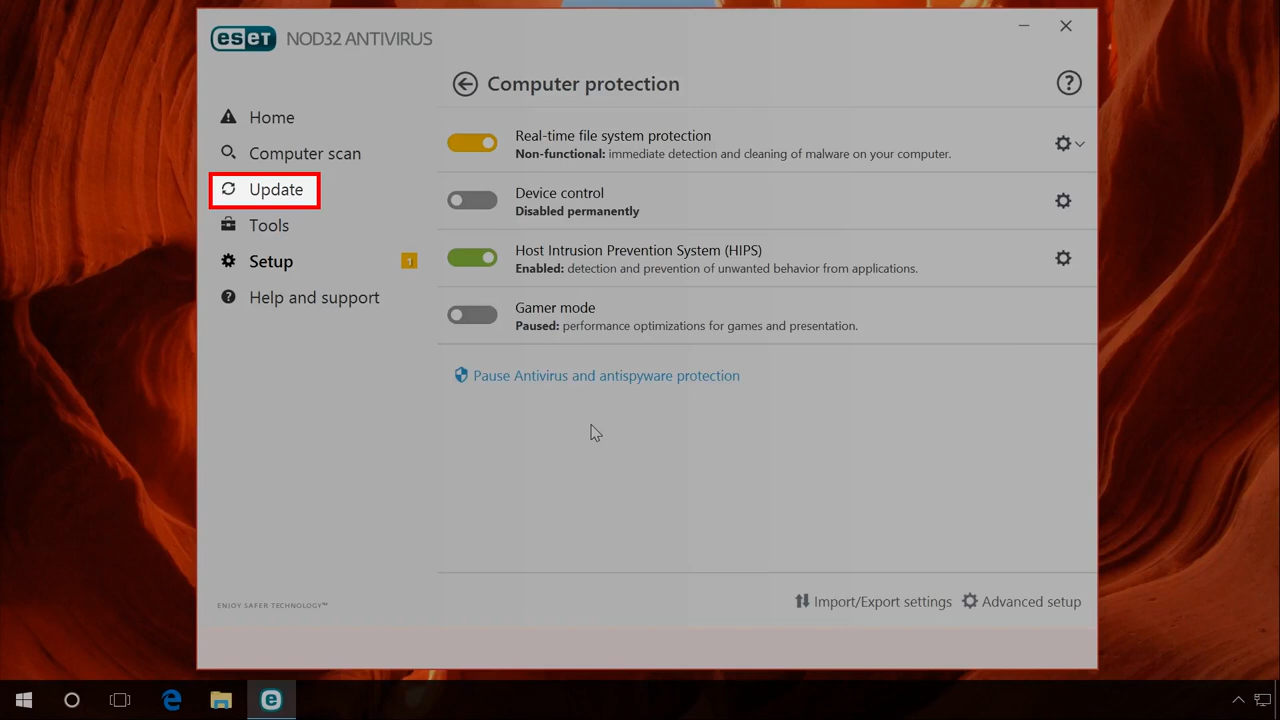 eset NOD32 ANTIVIRUS
Computer protection
?
Home
Computer scan
Update
Tools
Setup
1
Help and support
Real-time file system protection
Non-functional: immediate detection and cleaning of malware on your computer.
Device control
Disabled permanently
Host Intrusion Prevention System (HIPS)
Enabled: detection and prevention of unwanted behavior from applications.
Gamer mode
Paused: performance optimizations for games and presentation.
Pause Antivirus and antispyware protection
ENJOY SAFER TECHNOLOGY™
Import/Export settings Advanced setup